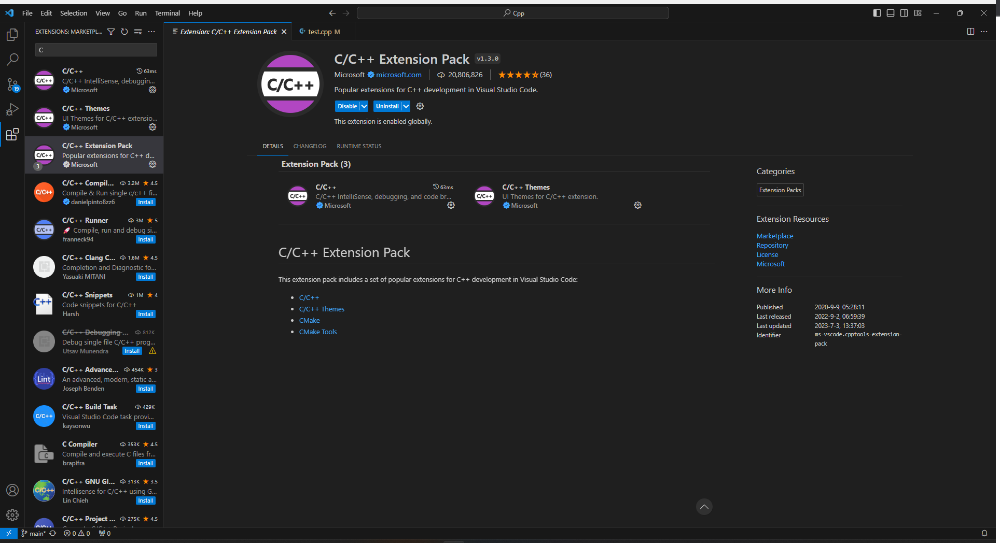 File Edit Selection View Go Run Terminal Help
Cpp
EXTENSIONS: MARKETPL...
C
C/C++ 63ms
C/C++ IntelliSense, debuggin...
Microsoft
C/C++ Themes
UI Themes for C/C++ extensio...
Microsoft
C/C++ Extension Pack
Popular extensions for C++ d...
Microsoft
3
C/C++ Compil... 3.2M 4.5
Compile & Run single c/c++ fi...
danielpinto8zz6 Install
C/C++ Runner 3M 5
🚀 Compile, run and debug si...
franneck94 Install
C/C++ Clang C... 1.6M 4.5
Completion and Diagnostic fo...
Yasuaki MITANI Install
C/C++ Snippets 1M 4
Code snippets for C/C++
Harsh Install
C/C++ Debugging ... 812K
Debug single file C/C++ prog...
Utsav Munendra Install
C/C++ Advance... 454K 3
An advanced, modern, static a...
Joseph Benden Install
C/C++ Build Task 429K
Visual Studio Code task provi...
kaysonwu Install
C Compiler 353K 4.5
Compile and execute C files fr...
brapifra Install
C/C++ GNU Gl... 313K 3.5
Intellisense for C/C++ using G...
Lin Chieh Install
C/C++ Project ... 275K 4.5
19
Extension: C/C++ Extension Pack test.cpp M
C/C++
C/C++ Extension Pack v1.3.0
Microsoft microsoft.com 20,806,826 (36)
Popular extensions for C++ development in Visual Studio Code.
Disable Uninstall
This extension is enabled globally.
DETAILS CHANGELOG RUNTIME STATUS
Extension Pack (3)
C/C++ 63ms
C/C++ IntelliSense, debugging, and code br...
Microsoft
C/C++ Themes
UI Themes for C/C++ extension.
Microsoft
C/C++ Extension Pack
This extension pack includes a set of popular extensions for C++ development in Visual Studio Code:
C/C++
C/C++ Themes
CMake
CMake Tools
Categories
Extension Packs
Extension Resources
Marketplace
Repository
License
Microsoft
More Info
Published 2020-9-9, 05:28:11
Last released 2022-9-2, 06:59:39
Last updated 2023-7-3, 13:37:03
Identifier ms-vscode.cpptools-extension-
pack
main* 0 0 0